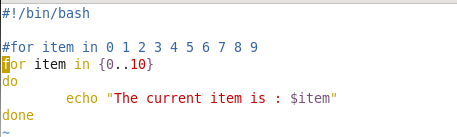 #!/bin/bash

#for item in 0 1 2 3 4 5 6 7 8 9
for item in {0..10}
do
        echo "The current item is : $item"
done
~